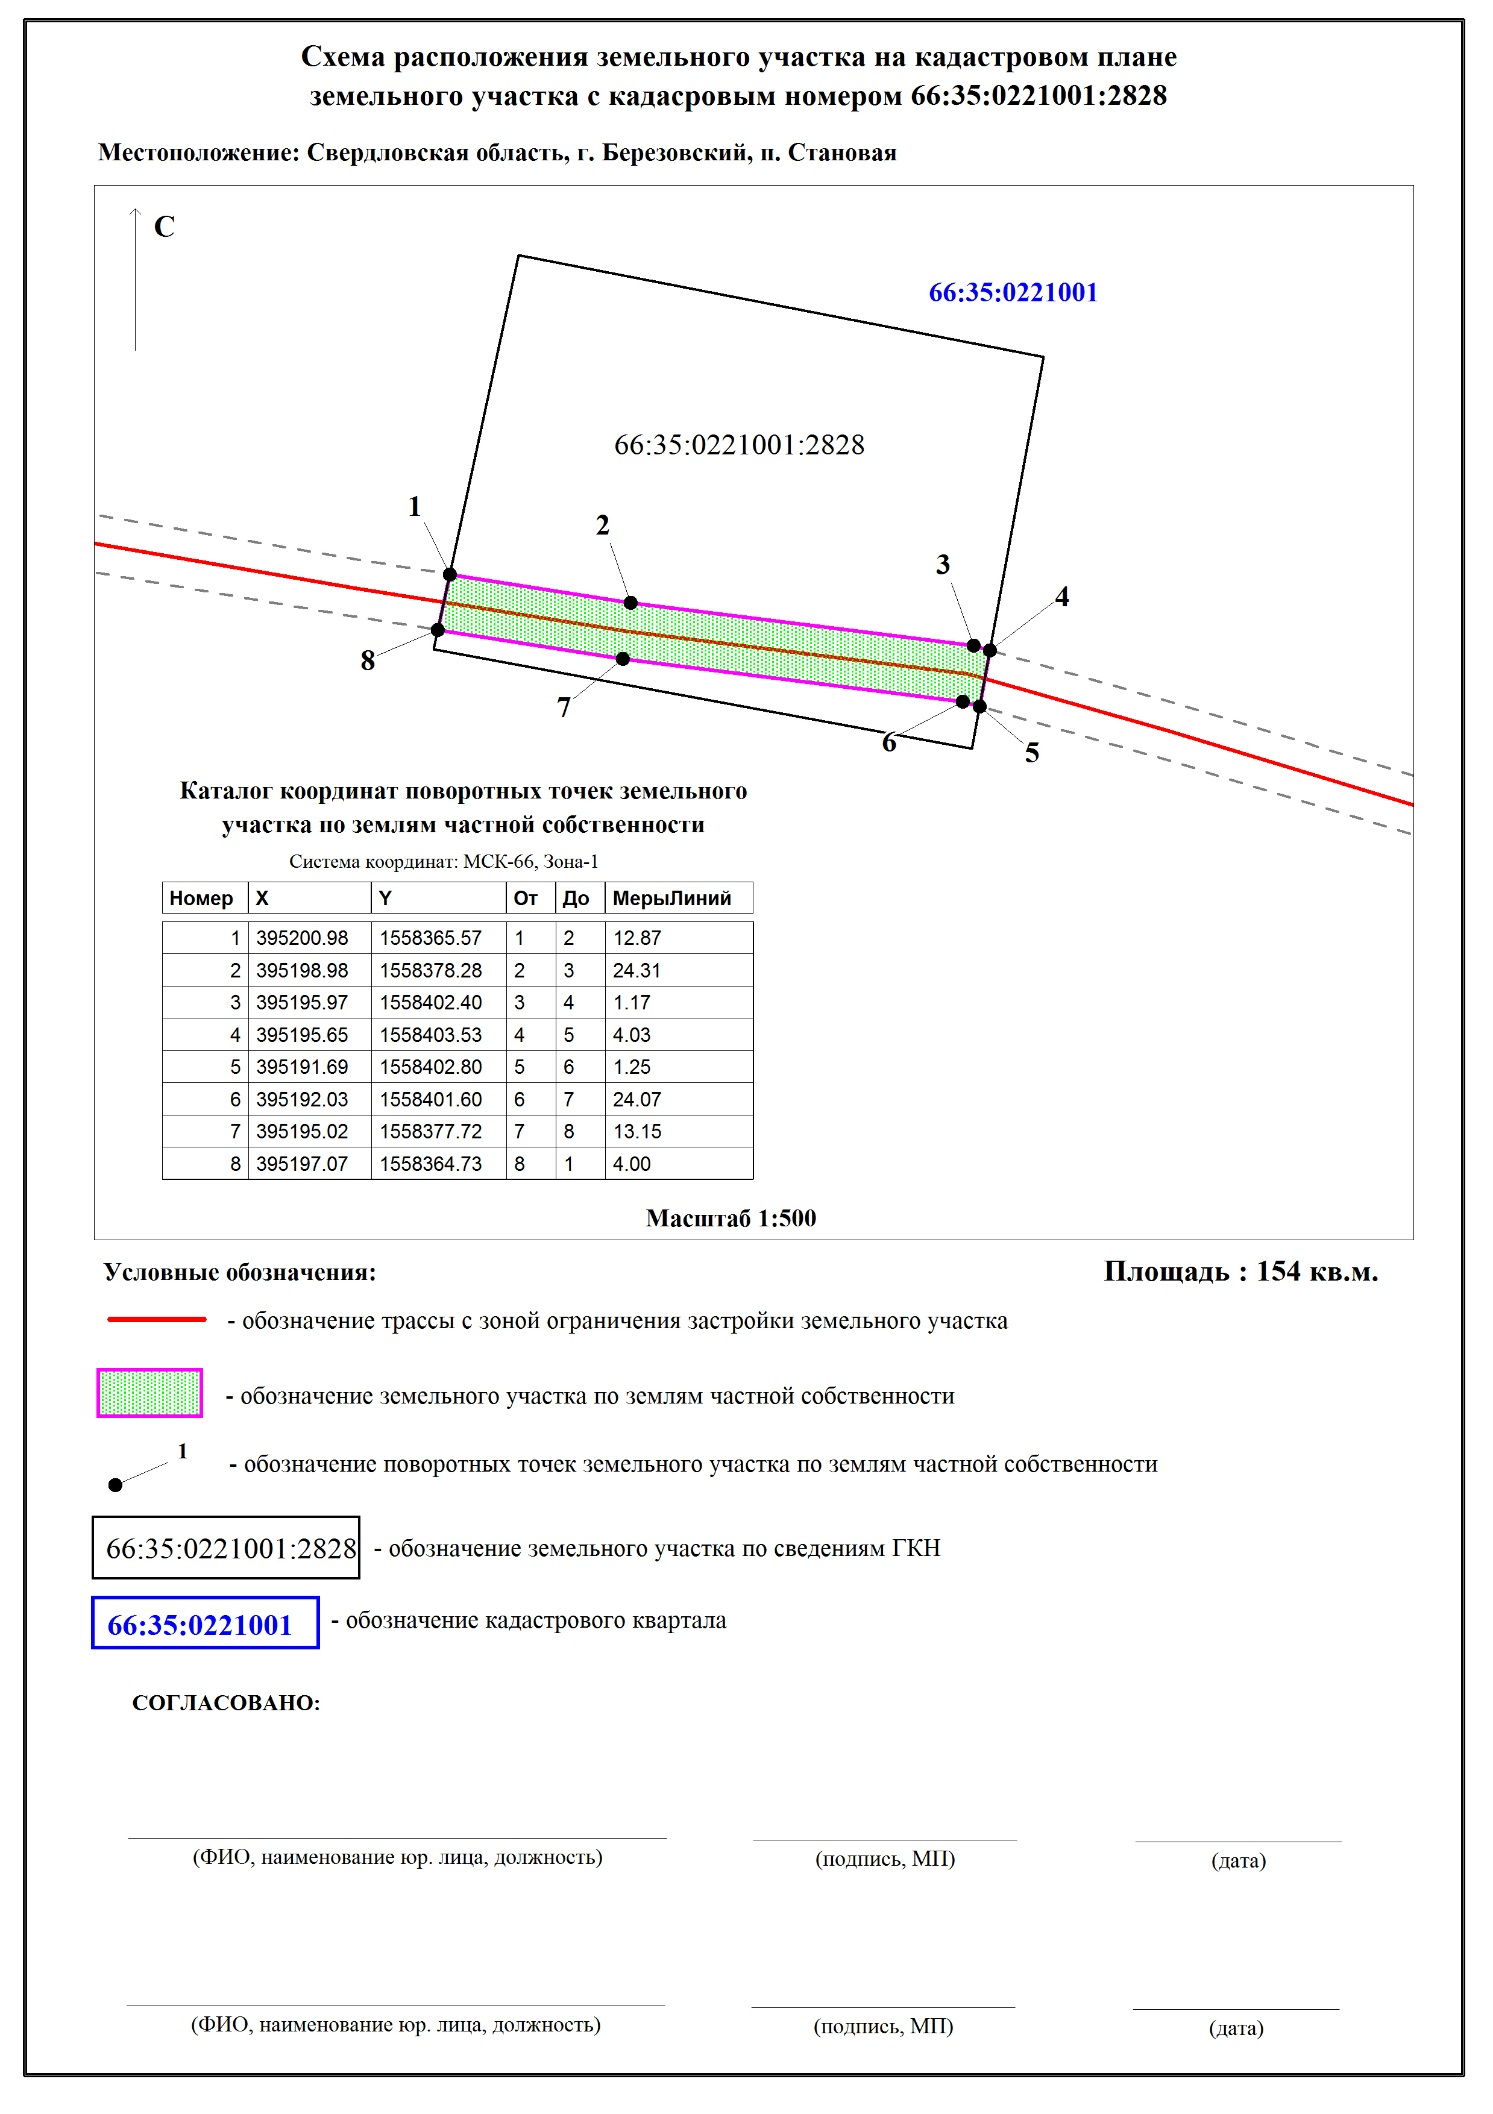 Схема расположения земельного участка на кадастровом плане
земельного участка с кадасровым номером 66:35:0221001:2828
Местоположение: Свердловская область, г. Березовский, п. Становая
С
66:35:0221001
66:35:0221001:2828
1
2
3
4
8
7
6
5
Каталог координат поворотных точек земельного
участка по землям частной собственности
Система координат: МСК-66, Зона-1
Номер X Y От До МерыЛиний
1 395200.98 1558365.57 1 2 12.87
2 395198.98 1558378.28 2 3 24.31
3 395195.97 1558402.40 3 4 1.17
4 395195.65 1558403.53 4 5 4.03
5 395191.69 1558402.80 5 6 1.25
6 395192.03 1558401.60 6 7 24.07
7 395195.02 1558377.72 7 8 13.15
8 395197.07 1558364.73 8 1 4.00
Масштаб 1:500
Условные обозначения:
Площадь : 154 кв.м.
- обозначение трассы с зоной ограничения застройки земельного участка
- обозначение земельного участка по землям частной собственности
1
- обозначение поворотных точек земельного участка по землям частной собственности
66:35:0221001:2828 - обозначение земельного участка по сведениям ГКН
66:35:0221001 - обозначение кадастрового квартала
СОГЛАСОВАНО:
(ФИО, наименование юр. лица, должность) (подпись, МП) (дата)
(ФИО, наименование юр. лица, должность) (подпись, МП) (дата)